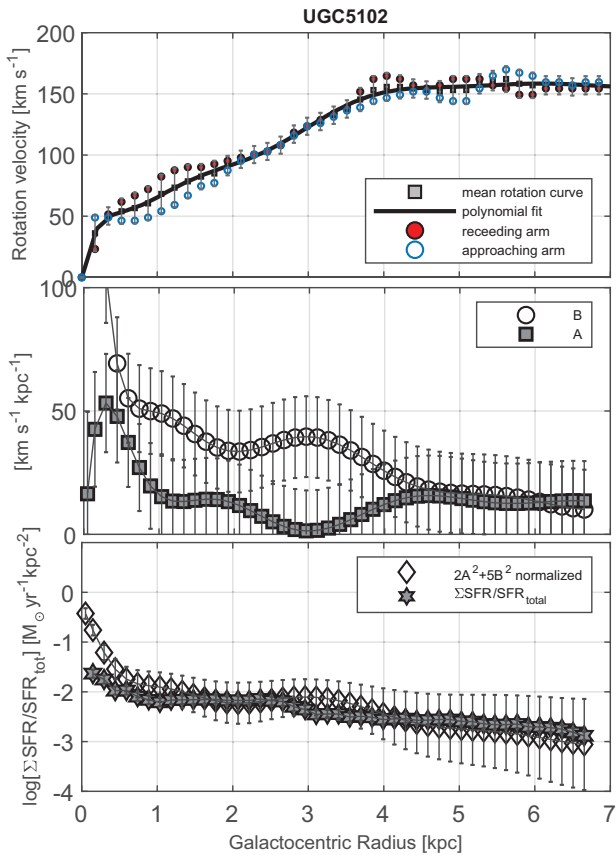 UGC5102
200
150
100
50
0
Rotation velocity [km s-1]
mean rotation curve
polynomial fit
receeding arm
approaching arm
100
50
0
[km s-1 kpc-1]
B
A
0
-1
-2
-3
-4
log[ΣSFR/SFRtot] [M⊙ yr-1kpc-2]
2A2+5B2 normalized
ΣSFR/SFRtotal
0 1 2 3 4 5 6 7
Galactocentric Radius [kpc]